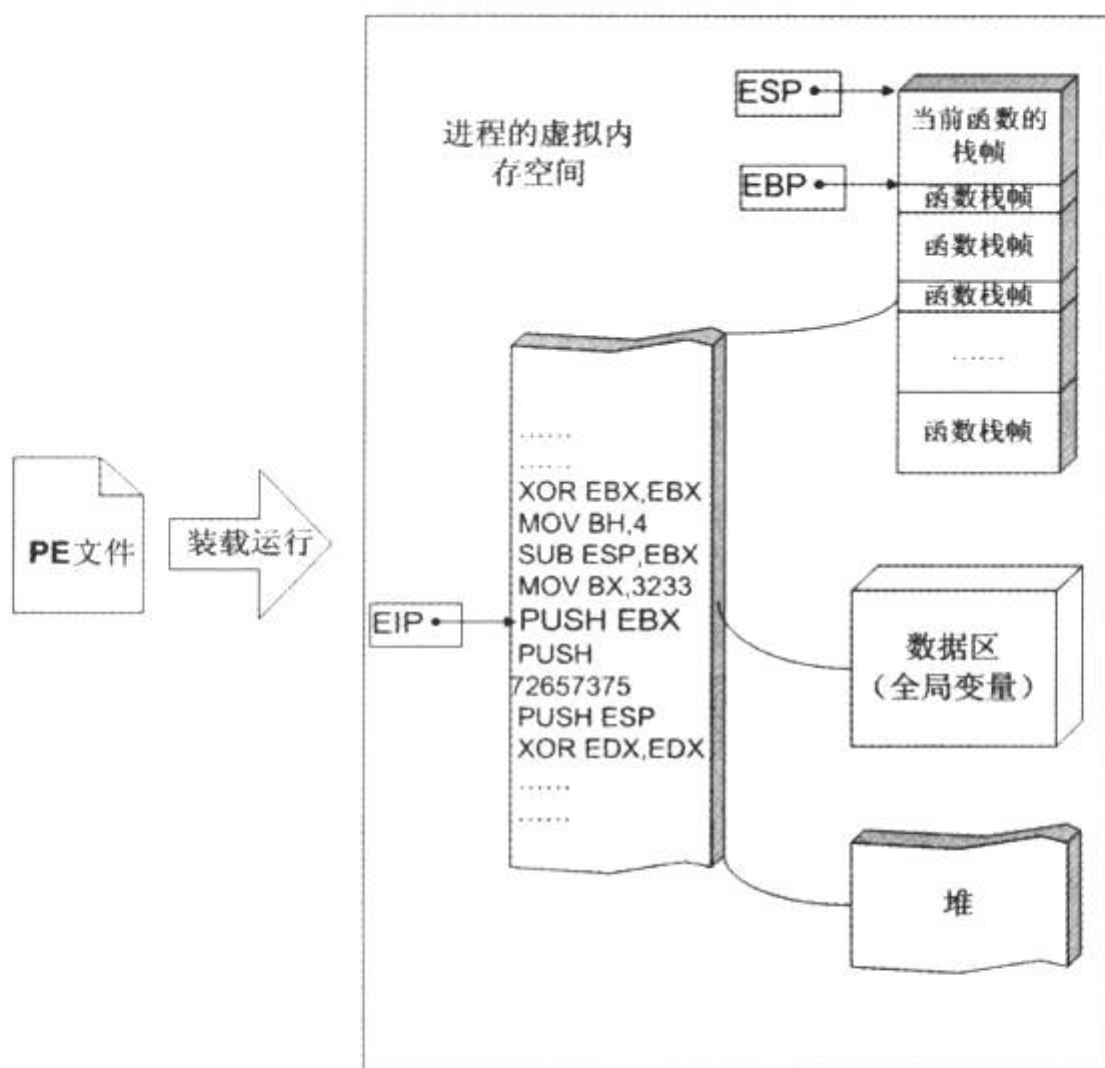 进程的虚拟内
存空间
ESP
EBP
当前函数的
栈帧
函数栈帧
函数栈帧
函数栈帧
……
函数栈帧
PE文件
装载运行
EIP
……
……
XOR EBX,EBX
MOV BH,4
SUB ESP,EBX
MOV BX,3233
PUSH EBX
PUSH
72657375
PUSH ESP
XOR EDX,EDX
……
……
数据区
（全局变量）
堆